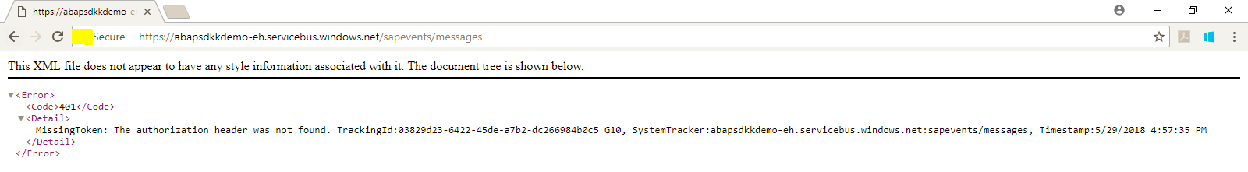 https://abapsdkkdemo-e
Secure https://abapsdkkdemo-eh.servicebus.windows.net/sapevents/messages
This XML file does not appear to have any style information associated with it. The document tree is shown below.
▼<Error>
<Code>401</Code>
▼<Detail>
MissingToken: The authorization header was not found. TrackingId:03829d23-6422-45de-a7b2-dc266984b0c5_G10, SystemTracker:abapsdkkdemo-eh.servicebus.windows.net:sapevents/messages, Timestamp:5/29/2018 4:57:35 PM
</Detail>
</Error>